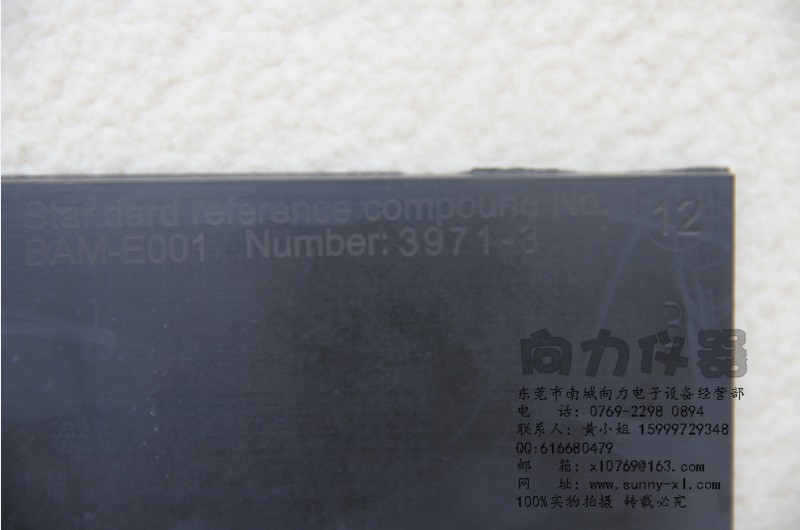 Standard reference compound No. 1
12
BAM-E001 Number: 3971-3
向力仪器
东莞市南城向力电子设备经营部
电 话: 0769-2298 0894
联系人: 黄小姐 15999729348
QQ:616680479
邮 箱: xl0769@163.com
网 址: www.sunny-xl.com
100%实物拍摄 转载必究